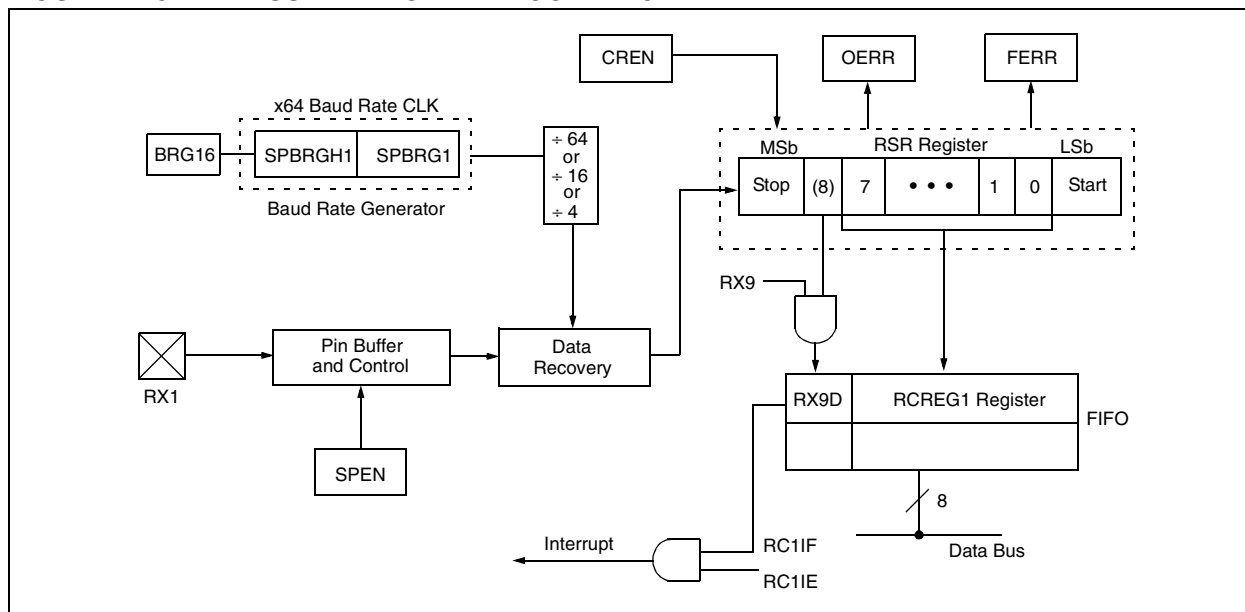 CREN
OERR
FERR
x64 Baud Rate CLK
BRG16
SPBRGH1
SPBRG1
Baud Rate Generator
÷ 64
or
÷ 16
or
÷ 4
MSb
RSR Register
LSb
Stop
(8)
7
• • •
1
0
Start
RX9
RX1
Pin Buffer
and Control
Data
Recovery
SPEN
RX9D
RCREG1 Register
FIFO
8
Data Bus
Interrupt
RC1IF
RC1IE